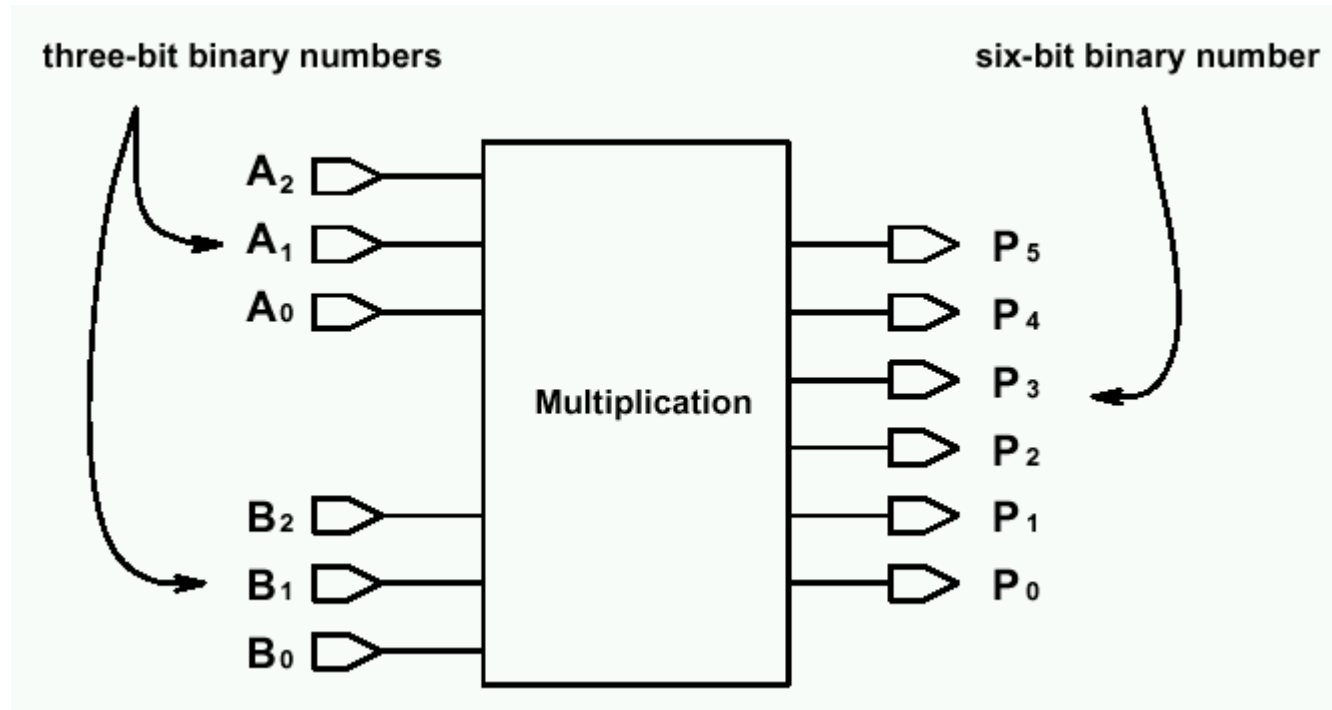 three-bit binary numbers
six-bit binary number
A2
A1
A0
B2
B1
B0
Multiplication
P5
P4
P3
P2
P1
P0